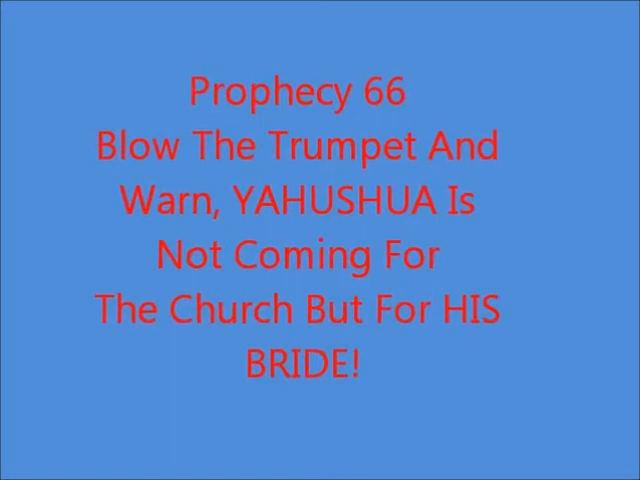 Prophecy 66
Blow The Trumpet And
Warn, YAHUSHUA Is
Not Coming For
The Church But For HIS
BRIDE!